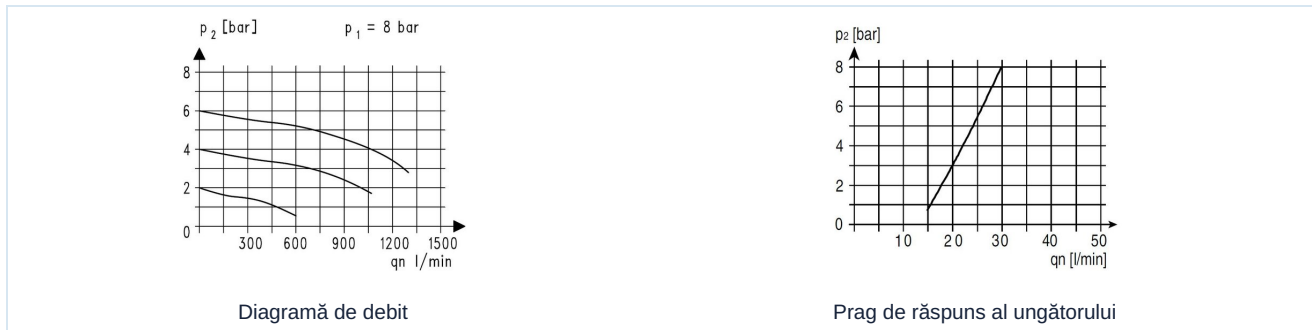 p 2 [bar]
p 1 = 8 bar
8
6
4
2
0
300 600 900 1200 1500
qn l/min
Diagramă de debit
p2 [bar]
8
6
4
2
0
10 20 30 40 50
qn [l/min]
Prag de răspuns al ungătorului